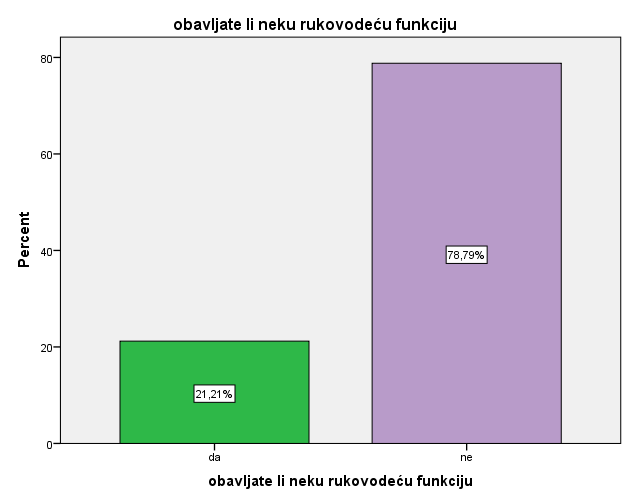 obavljate li neku rukovodeću funkciju
80
60
40
20
0
Percent
21,21%
78,79%
da
ne
obavljate li neku rukovodeću funkciju